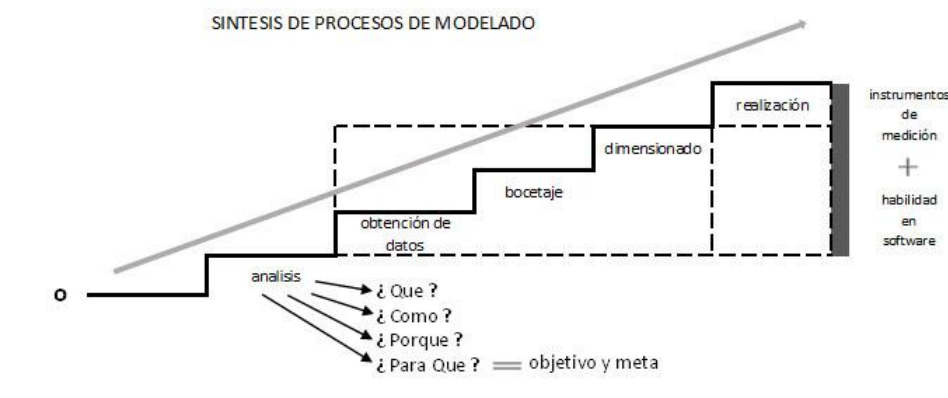 SINTESIS DE PROCESOS DE MODELADO
realización
instrumentos
de
medición
+
habilidad
en
software
dimensionado
bocetaje
obtención de
datos
analisis
O
¿ Que ?
¿ Como ?
¿ Porque ?
¿ Para Que ? = objetivo y meta